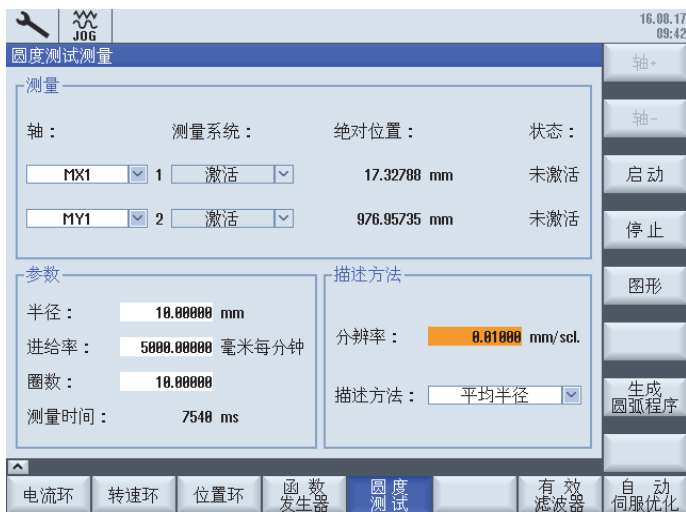 JOG
16.08.17
09:42
圆度测试测量
轴+
测量
轴-
轴： 测量系统： 绝对位置： 状态：
MX1 1 激活 17.32788 mm 未激活
启动
MY1 2 激活 976.95735 mm 未激活
停止
参数
描述方法
图形
半径： 10.00000 mm
进给率： 5000.00000 毫米每分钟
分辨率： 0.01000 mm/scl.
圈数： 10.00000
描述方法： 平均半径
生成
圆弧程序
测量时间： 7540 ms
电流环 转速环 位置环 函数
发生器 圆度
测试 有效
滤波器 自动
伺服优化